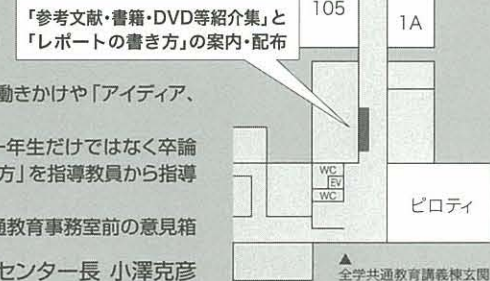 「参考文献・書籍・DVD等紹介集」と
「レポートの書き方」の案内・配布
105
1A
働きかけや「アイディア、
一年生だけではなく卒論
方」を指導教員から指導
通教育事務室前の意見箱
センター長 小澤克彦
WC
EV
WC
ピロティ
▲
全学共通教育講義棟玄関